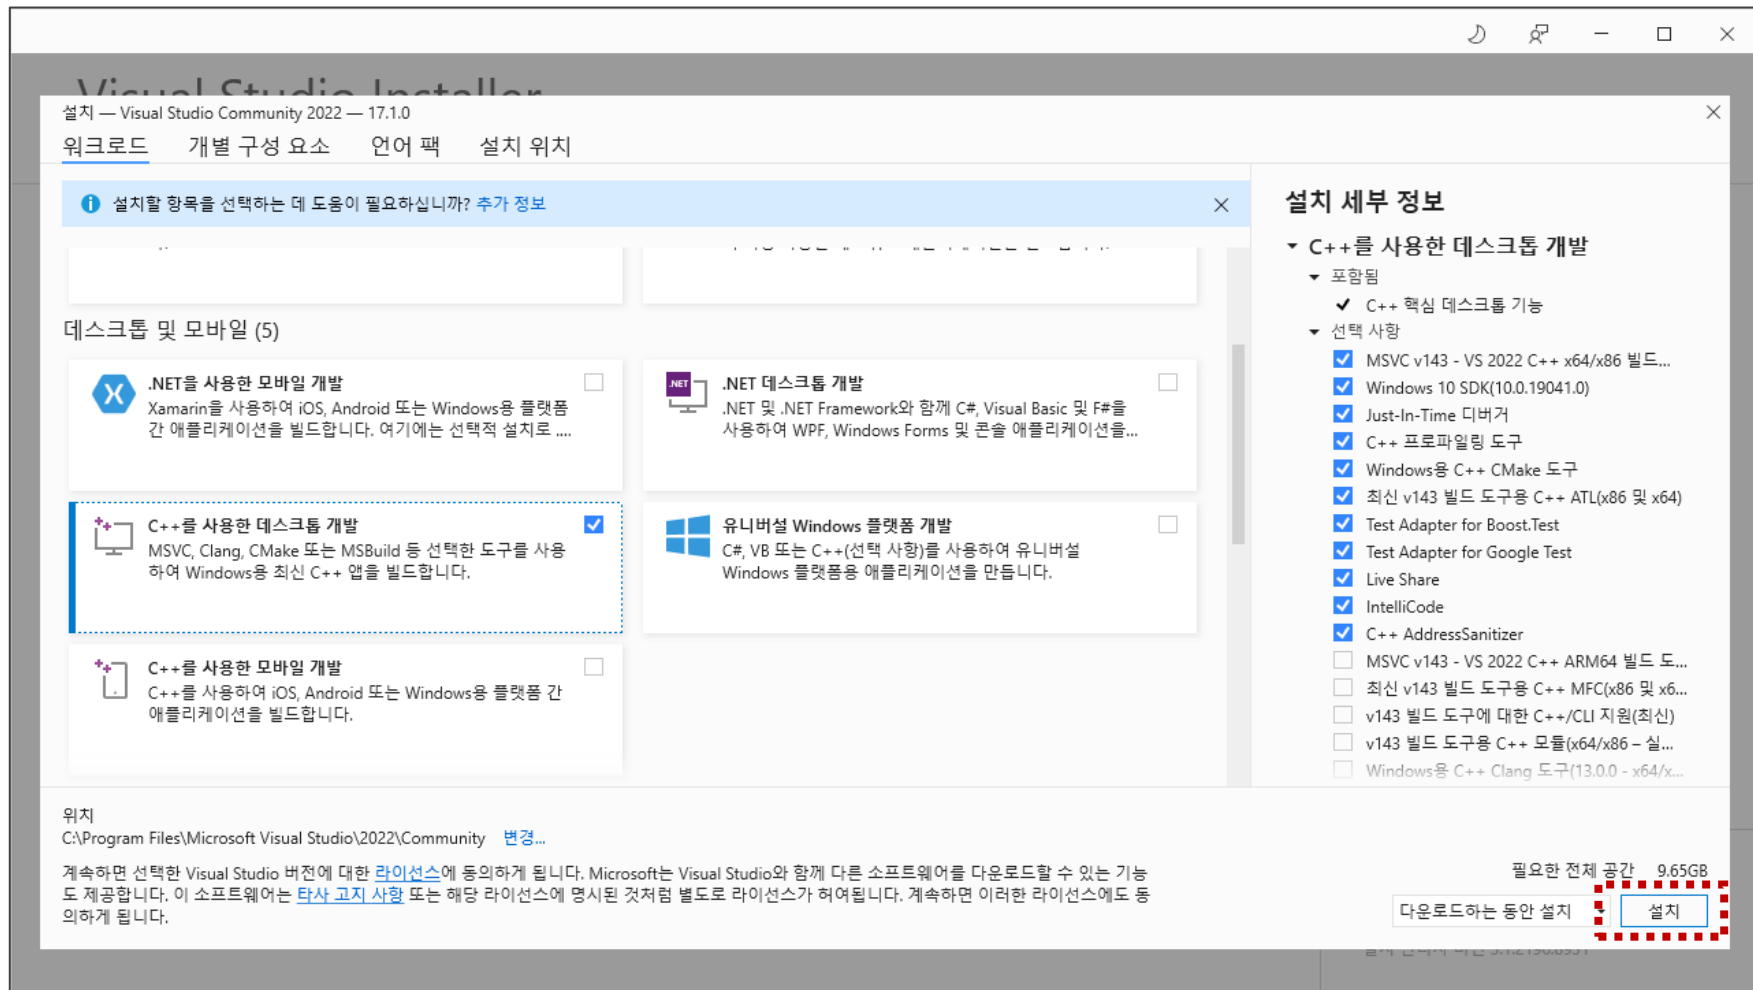 Visual Studio Installer
설치 — Visual Studio Community 2022 — 17.1.0
워크로드 개별 구성 요소 언어 팩 설치 위치
설치할 항목을 선택하는 데 도움이 필요하십니까? 추가 정보
데스크톱 및 모바일 (5)
.NET을 사용한 모바일 개발
Xamarin을 사용하여 iOS, Android 또는 Windows용 플랫폼
간 애플리케이션을 빌드합니다. 여기에는 선택적 설치로 ....
.NET
.NET 데스크톱 개발
.NET 및 .NET Framework와 함께 C#, Visual Basic 및 F#을
사용하여 WPF, Windows Forms 및 콘솔 애플리케이션을...
C++를 사용한 데스크톱 개발
MSVC, Clang, CMake 또는 MSBuild 등 선택한 도구를 사용
하여 Windows용 최신 C++ 앱을 빌드합니다.
유니버설 Windows 플랫폼 개발
C#, VB 또는 C++(선택 사항)를 사용하여 유니버설
Windows 플랫폼용 애플리케이션을 만듭니다.
C++를 사용한 모바일 개발
C++를 사용하여 iOS, Android 또는 Windows용 플랫폼 간
애플리케이션을 빌드합니다.
설치 세부 정보
C++를 사용한 데스크톱 개발
포함됨
C++ 핵심 데스크톱 기능
선택 사항
MSVC v143 - VS 2022 C++ x64/x86 빌드...
Windows 10 SDK(10.0.19041.0)
Just-In-Time 디버거
C++ 프로파일링 도구
Windows용 C++ CMake 도구
최신 v143 빌드 도구용 C++ ATL(x86 및 x64)
Test Adapter for Boost.Test
Test Adapter for Google Test
Live Share
IntelliCode
C++ AddressSanitizer
MSVC v143 - VS 2022 C++ ARM64 빌드 도...
최신 v143 빌드 도구용 C++ MFC(x86 및 x6...
v143 빌드 도구에 대한 C++/CLI 지원(최신)
v143 빌드 도구용 C++ 모듈(x64/x86 – 실...
Windows용 C++ Clang 도구(13.0.0 - x64/x...
위치
C:\Program Files\Microsoft Visual Studio\2022\Community 변경...
계속하면 선택한 Visual Studio 버전에 대한 라이선스에 동의하게 됩니다. Microsoft는 Visual Studio와 함께 다른 소프트웨어를 다운로드할 수 있는 기능
도 제공합니다. 이 소프트웨어는 타사 고지 사항 또는 해당 라이선스에 명시된 것처럼 별도로 라이선스가 허여됩니다. 계속하면 이러한 라이선스에도 동
의하게 됩니다.
필요한 전체 공간 9.65GB
다운로드하는 동안 설치 설치